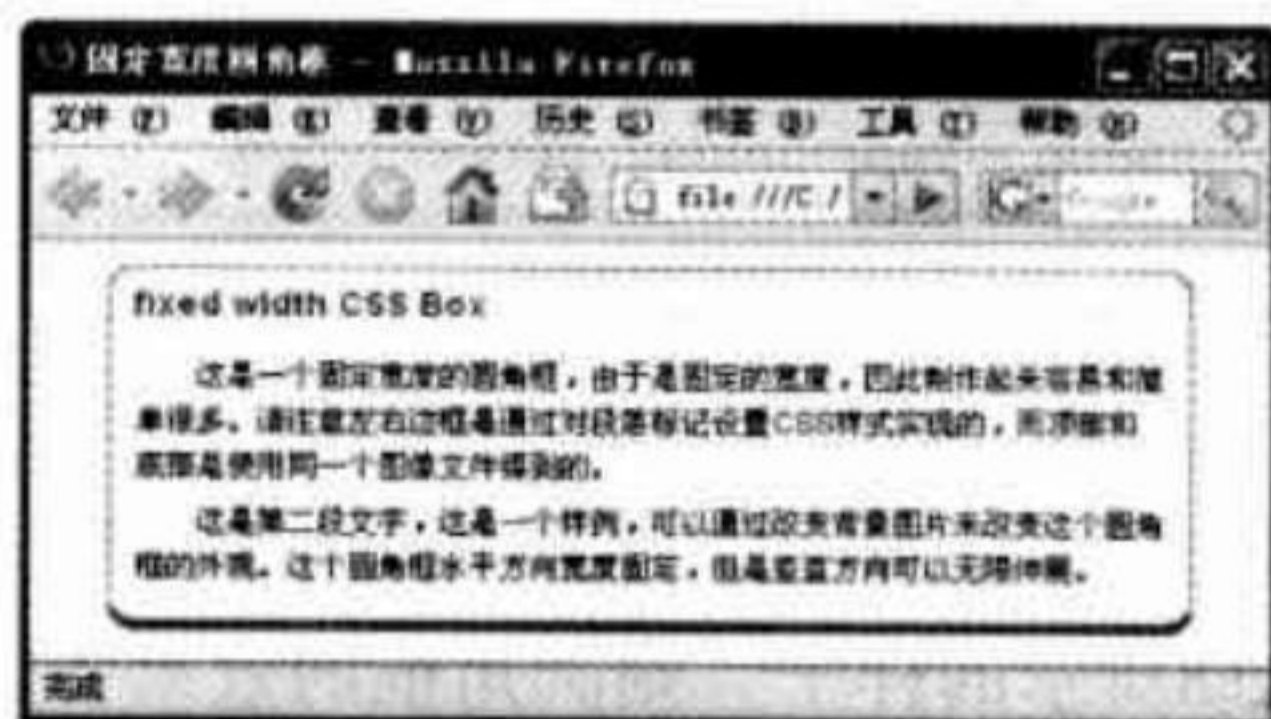 固定宽度圆角框 - Mozilla Firefox
文件 (F) 编辑 (E) 查看 (V) 历史 (S) 书签 (B) 工具 (T) 帮助 (H)
file:///C:/ Google
fixed width CSS Box
这是一个固定宽度的圆角框，由于是固定的宽度，因此制作起来容易和简
单得多。请注意左右边框是通过对段落标记设置CSS样式实现的，而顶部和
底部是使用同一个图像文件得到的。
这是第二段文字，这是一个样例，可以通过改变背景图片来改变这个圆角
框的外观。这个圆角框水平方向宽度固定，但是竖直方向可以无限伸展。
完成